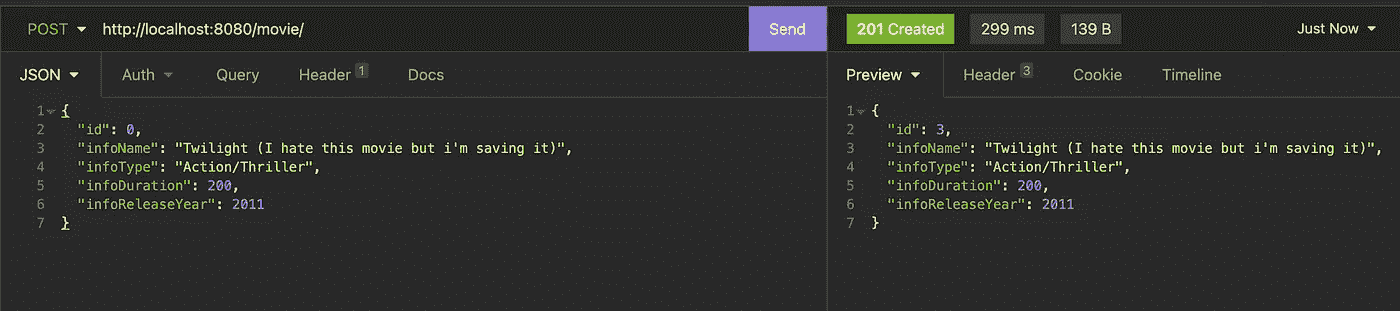 POST http://localhost:8080/movie/ Send 201 Created 299 ms 139 B Just Now
JSON Auth Query Header 1 Docs Preview Header 3 Cookie Timeline
1 {
2 "id": 0,
3 "infoName": "Twilight (I hate this movie but i'm saving it)",
4 "infoType": "Action/Thriller",
5 "infoDuration": 200,
6 "infoReleaseYear": 2011
7 }
1 {
2 "id": 3,
3 "infoName": "Twilight (I hate this movie but i'm saving it)",
4 "infoType": "Action/Thriller",
5 "infoDuration": 200,
6 "infoReleaseYear": 2011
7 }